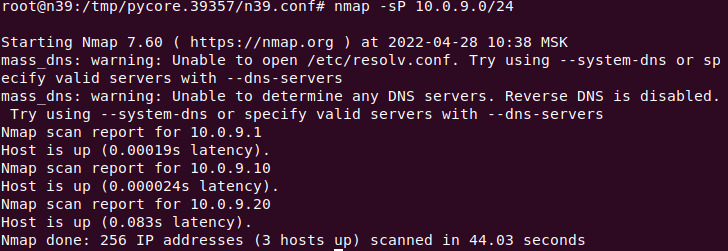 root@n39:/tmp/pycore.39357/n39.conf# nmap -sP 10.0.9.0/24
Starting Nmap 7.60 ( https://nmap.org ) at 2022-04-28 10:38 MSK
mass_dns: warning: Unable to open /etc/resolv.conf. Try using --system-dns or sp
ecify valid servers with --dns-servers
mass_dns: warning: Unable to determine any DNS servers. Reverse DNS is disabled.
 Try using --system-dns or specify valid servers with --dns-servers
Nmap scan report for 10.0.9.1
Host is up (0.00019s latency).
Nmap scan report for 10.0.9.10
Host is up (0.000024s latency).
Nmap scan report for 10.0.9.20
Host is up (0.083s latency).
Nmap done: 256 IP addresses (3 hosts up) scanned in 44.03 seconds